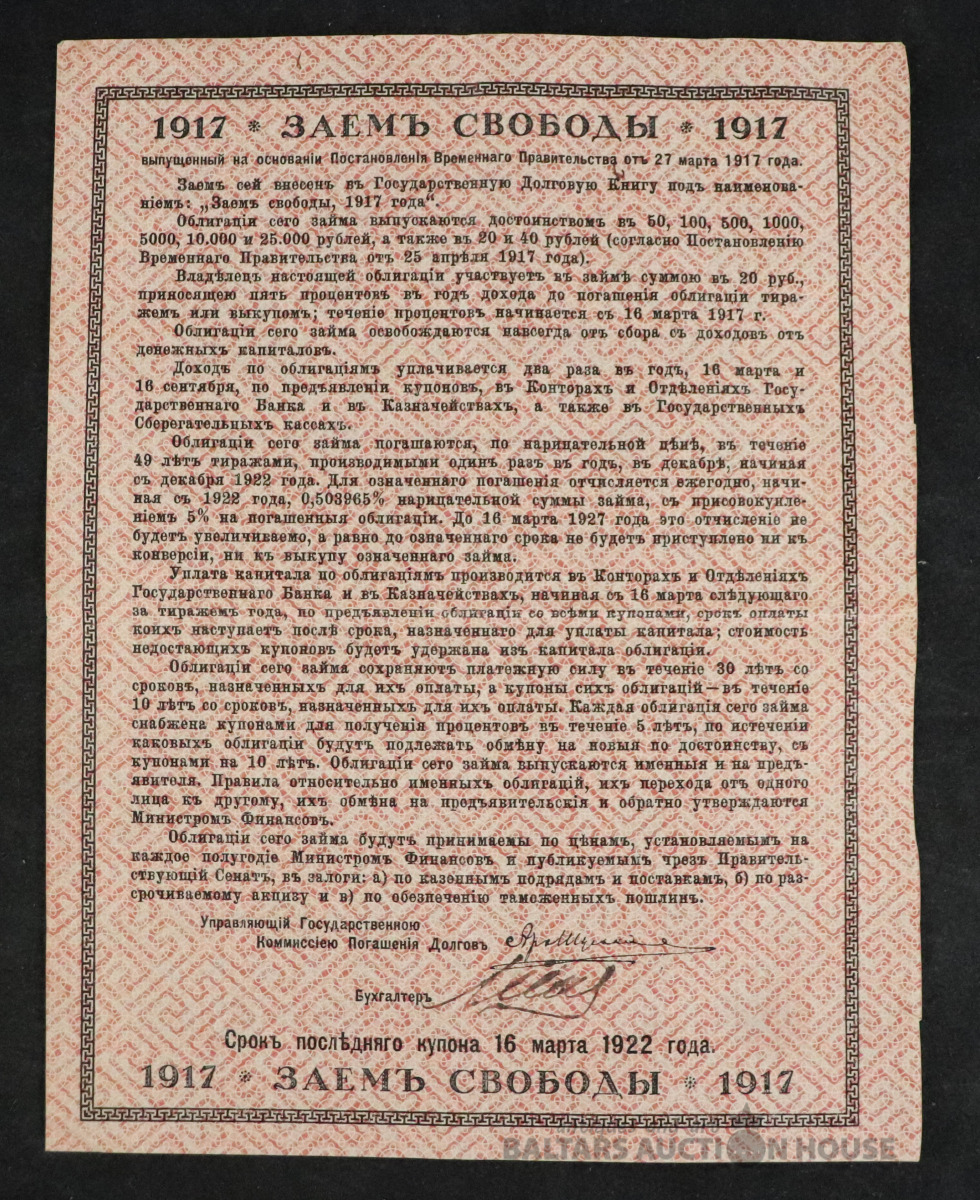 1917 * ЗАЕМЪ СВОБОДЫ * 1917
выпущенный на основаніи Постановленія Временнаго Правительства отъ 27 марта 1917 года.
Заемъ сей внесенъ въ Государственную Долговую Книгу подъ наименова-
ніемъ: „Заемъ свободы, 1917 года“.
Облигаціи сего займа выпускаются достоинствомъ въ 50, 100, 500, 1000,
5000, 10.000 и 25.000 рублей, а также въ 20 и 40 рублей (согласно Постановленію
Временнаго Правительства отъ 25 апрѣля 1917 года).
Владѣлецъ настоящей облигаціи участвуетъ въ займѣ суммою въ 20 руб.,
приносящею пять процентовъ въ годъ дохода до погашенія облигаціи тира-
жемъ или выкупомъ; теченіе процентовъ начинается съ 16 марта 1917 г.
Облигаціи сего займа освобождаются навсегда отъ сбора съ доходовъ отъ
денежныхъ капиталовъ.
Доходъ по облигаціямъ уплачивается два раза въ годъ, 16 марта и
16 сентября, по предъявленіи купоновъ, въ Конторахъ и Отдѣленіяхъ Госу-
дарственнаго Банка и въ Казначействахъ, а также въ Государственныхъ
Сберегательныхъ кассахъ.
Облигаціи сего займа погашаются, по нарицательной цѣнѣ, въ теченіе
49 лѣтъ тиражами, производимыми одинъ разъ въ годъ, въ декабрѣ, начиная
съ декабря 1922 года. Для означеннаго погашенія отчисляется ежегодно, начи-
ная съ 1922 года, 0,503965% нарицательной суммы займа, съ присовокупле-
ніемъ 5% на погашенныя облигаціи. До 16 марта 1927 года это отчисленіе не
будетъ увеличиваемо, а равно до означеннаго срока не будетъ приступлено ни къ
конверсіи, ни къ выкупу означеннаго займа.
Уплата капитала по облигаціямъ производится въ Конторахъ и Отдѣленіяхъ
Государственнаго Банка и въ Казначействахъ, начиная съ 16 марта слѣдующаго
за тиражемъ года, по предъявленіи облигаціи со всѣми купонами, срокъ оплаты
коихъ наступаетъ послѣ срока, назначеннаго для уплаты капитала; стоимость
недостающихъ купоновъ будетъ удержана изъ капитала облигаціи.
Облигаціи сего займа сохраняютъ платежную силу въ теченіе 30 лѣтъ со
сроковъ, назначенныхъ для ихъ оплаты, а купоны сихъ облигацій—въ теченіе
10 лѣтъ со сроковъ, назначенныхъ для ихъ оплаты. Каждая облигація сего займа
снабжена купонами для полученія процентовъ въ теченіе 5 лѣтъ, по истеченіи
каковыхъ облигаціи будутъ подлежать обмѣну на новыя по достоинству, съ
купонами на 10 лѣтъ. Облигаціи сего займа выпускаются именныя и на предъ-
явителя. Правила относительно именныхъ облигацій, ихъ перехода отъ одного
лица къ другому, ихъ обмѣна на предъявительскія и обратно утверждаются
Министромъ Финансовъ.
Облигаціи сего займа будутъ принимаемы по цѣнамъ, установляемымъ на
каждое полугодіе Министромъ Финансовъ и публикуемымъ чрезъ Правитель-
ствующій Сенатъ, въ залоги: а) по казеннымъ подрядамъ и поставкамъ, б) по раз-
срочиваемому акцизу и в) по обезпеченію таможенныхъ пошлинъ.
Управляющій Государственною
Коммиссіею Погашенія Долговъ
Бухгалтеръ
Срокъ послѣдняго купона 16 марта 1922 года.
1917 * ЗАЕМЪ СВОБОДЫ * 1917
BALTARS AUCTION HOUSE